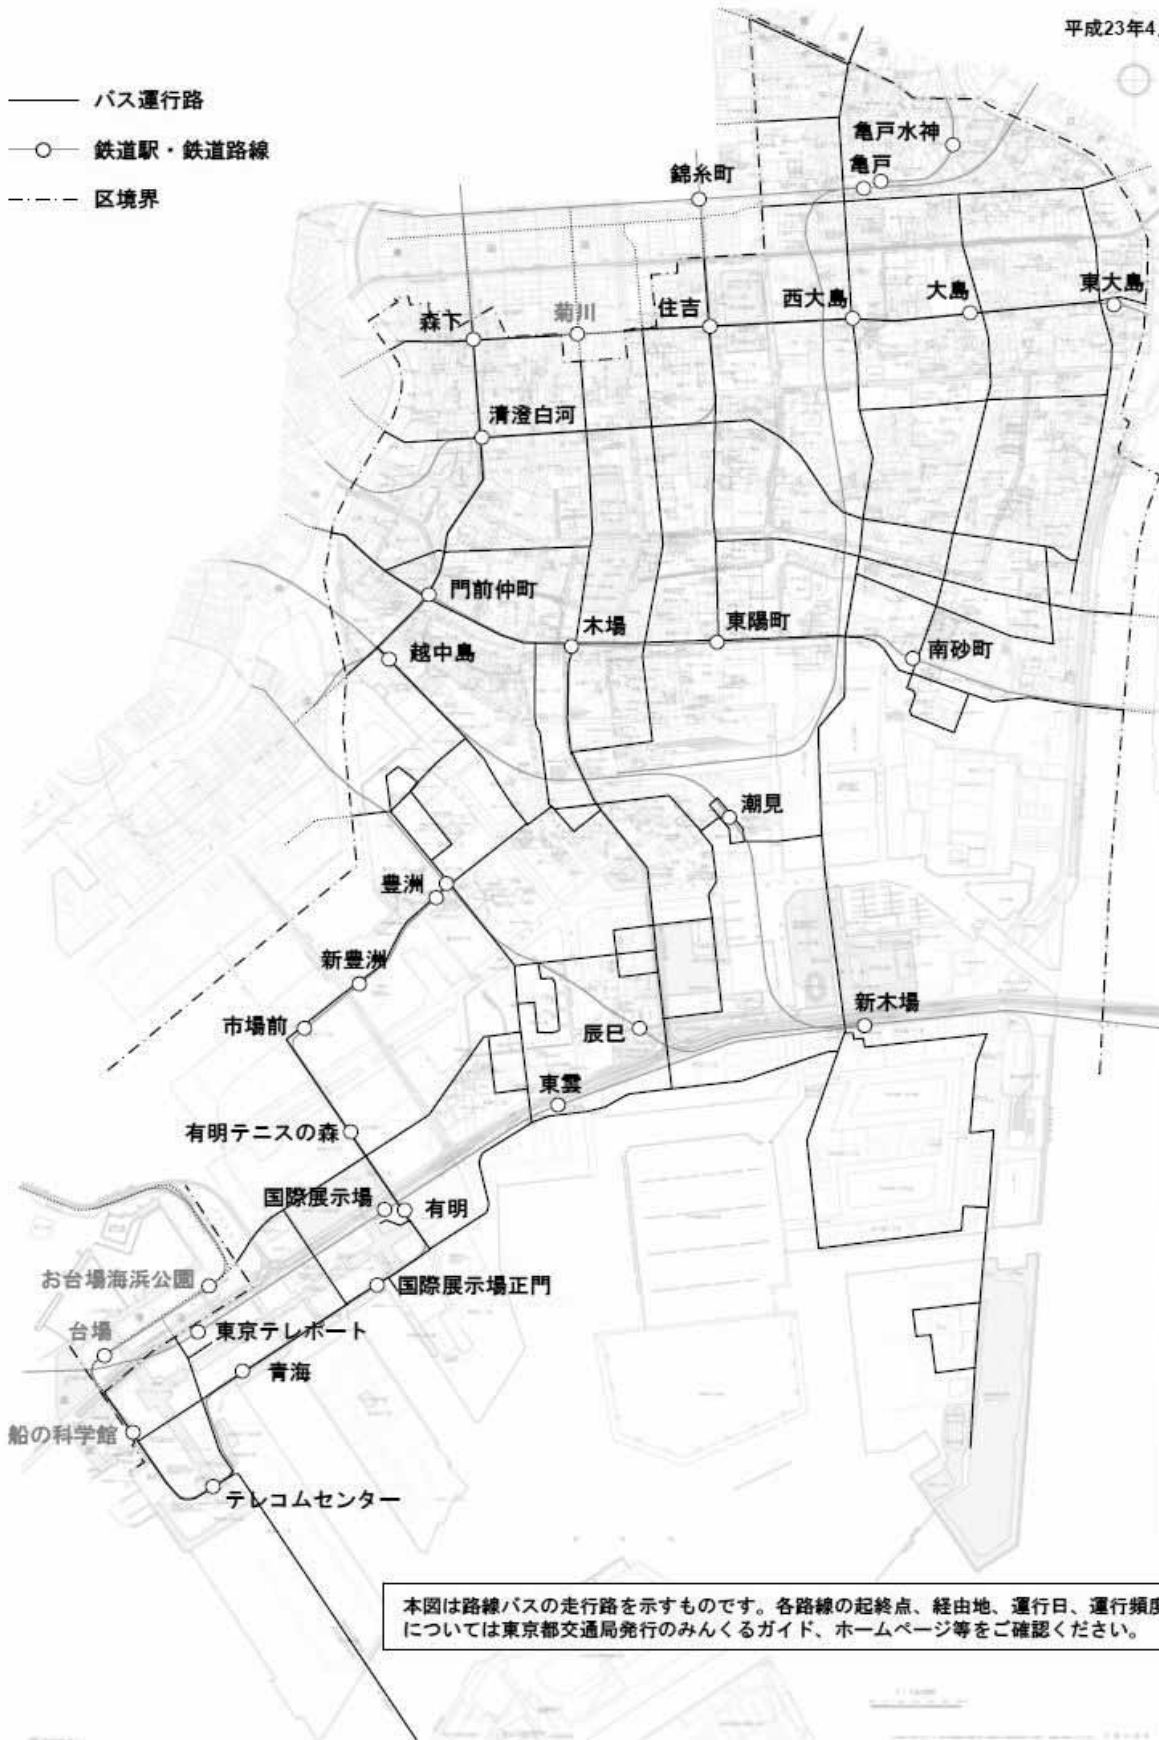 平成23年4
バス運行路
鉄道駅・鉄道路線
区境界
亀戸水神
亀戸
錦糸町
東大島
大島
西大島
住吉
菊川
森下
清澄白河
門前仲町
木場
東陽町
越中島
南砂町
潮見
豊洲
新豊洲
市場前
辰巳
新木場
東雲
有明テニスの森
国際展示場
有明
お台場海浜公園
国際展示場正門
台場
東京テレポート
青海
船の科学館
テレコムセンター
本図は路線バスの走行路を示すものです。各路線の起終点、経由地、運行日、運行頻度
については東京都交通局発行のみんくるガイド、ホームページ等をご確認ください。